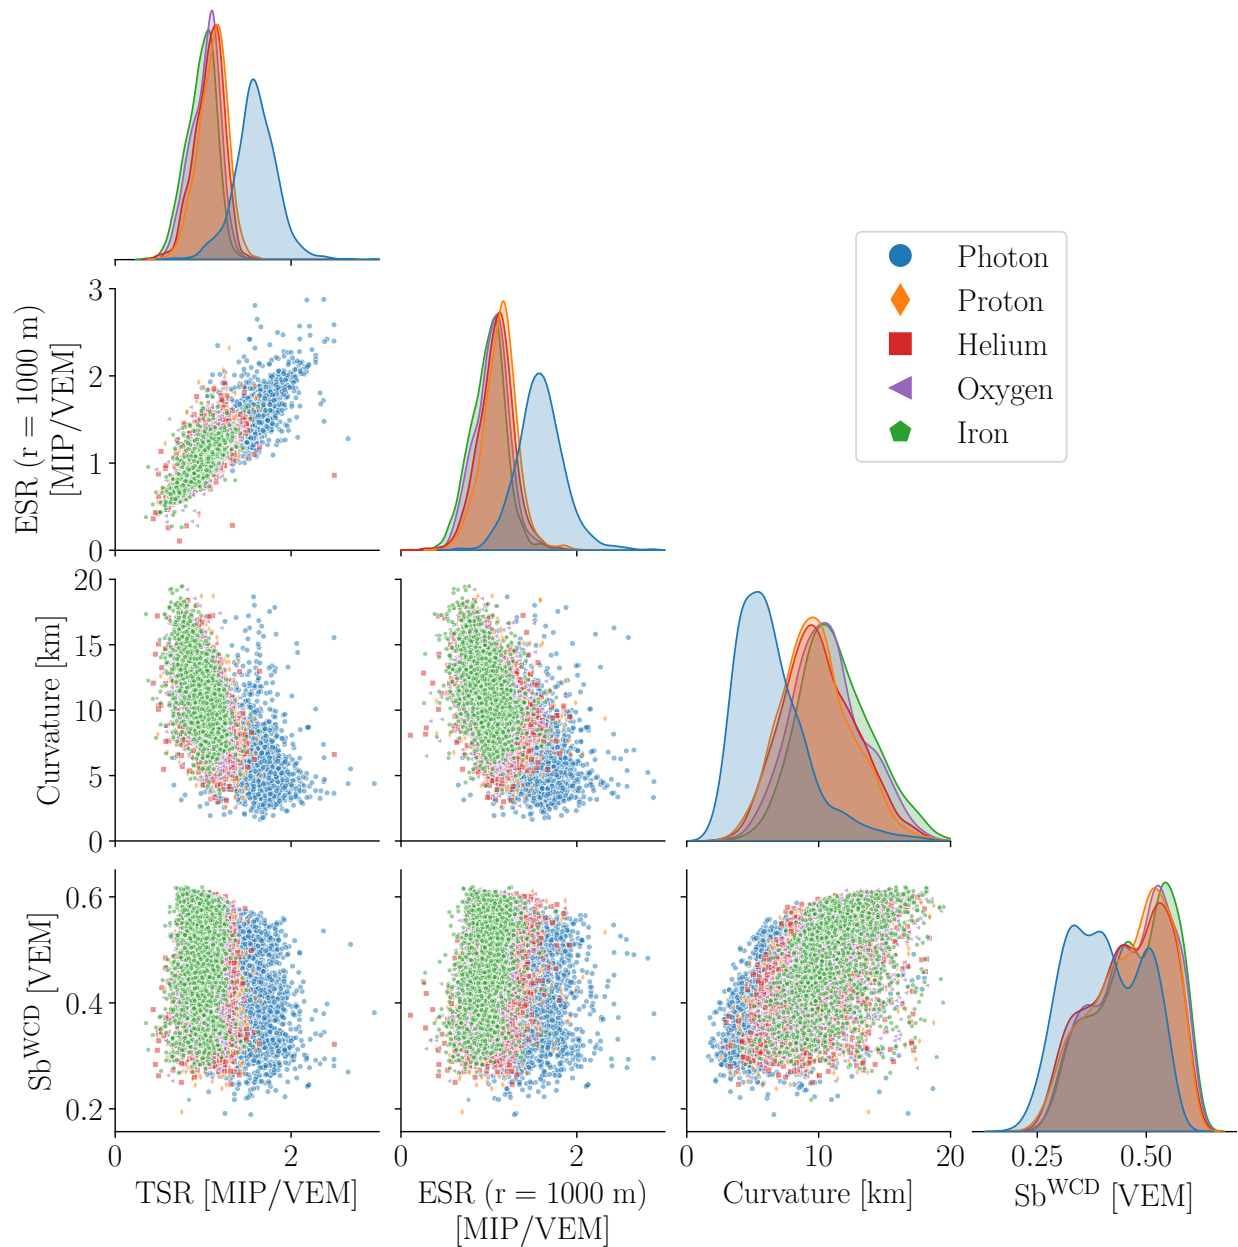 Photon
Proton
Helium
Oxygen
Iron
ESR (r = 1000 m)
[MIP/VEM]
3
2
1
0
Curvature [km]
20
15
10
5
0
Sb^WCD [VEM]
0.6
0.4
0.2
0
2
TSR [MIP/VEM]
0
2
ESR (r = 1000 m)
[MIP/VEM]
0
10
20
Curvature [km]
0.25
0.50
Sb^WCD [VEM]